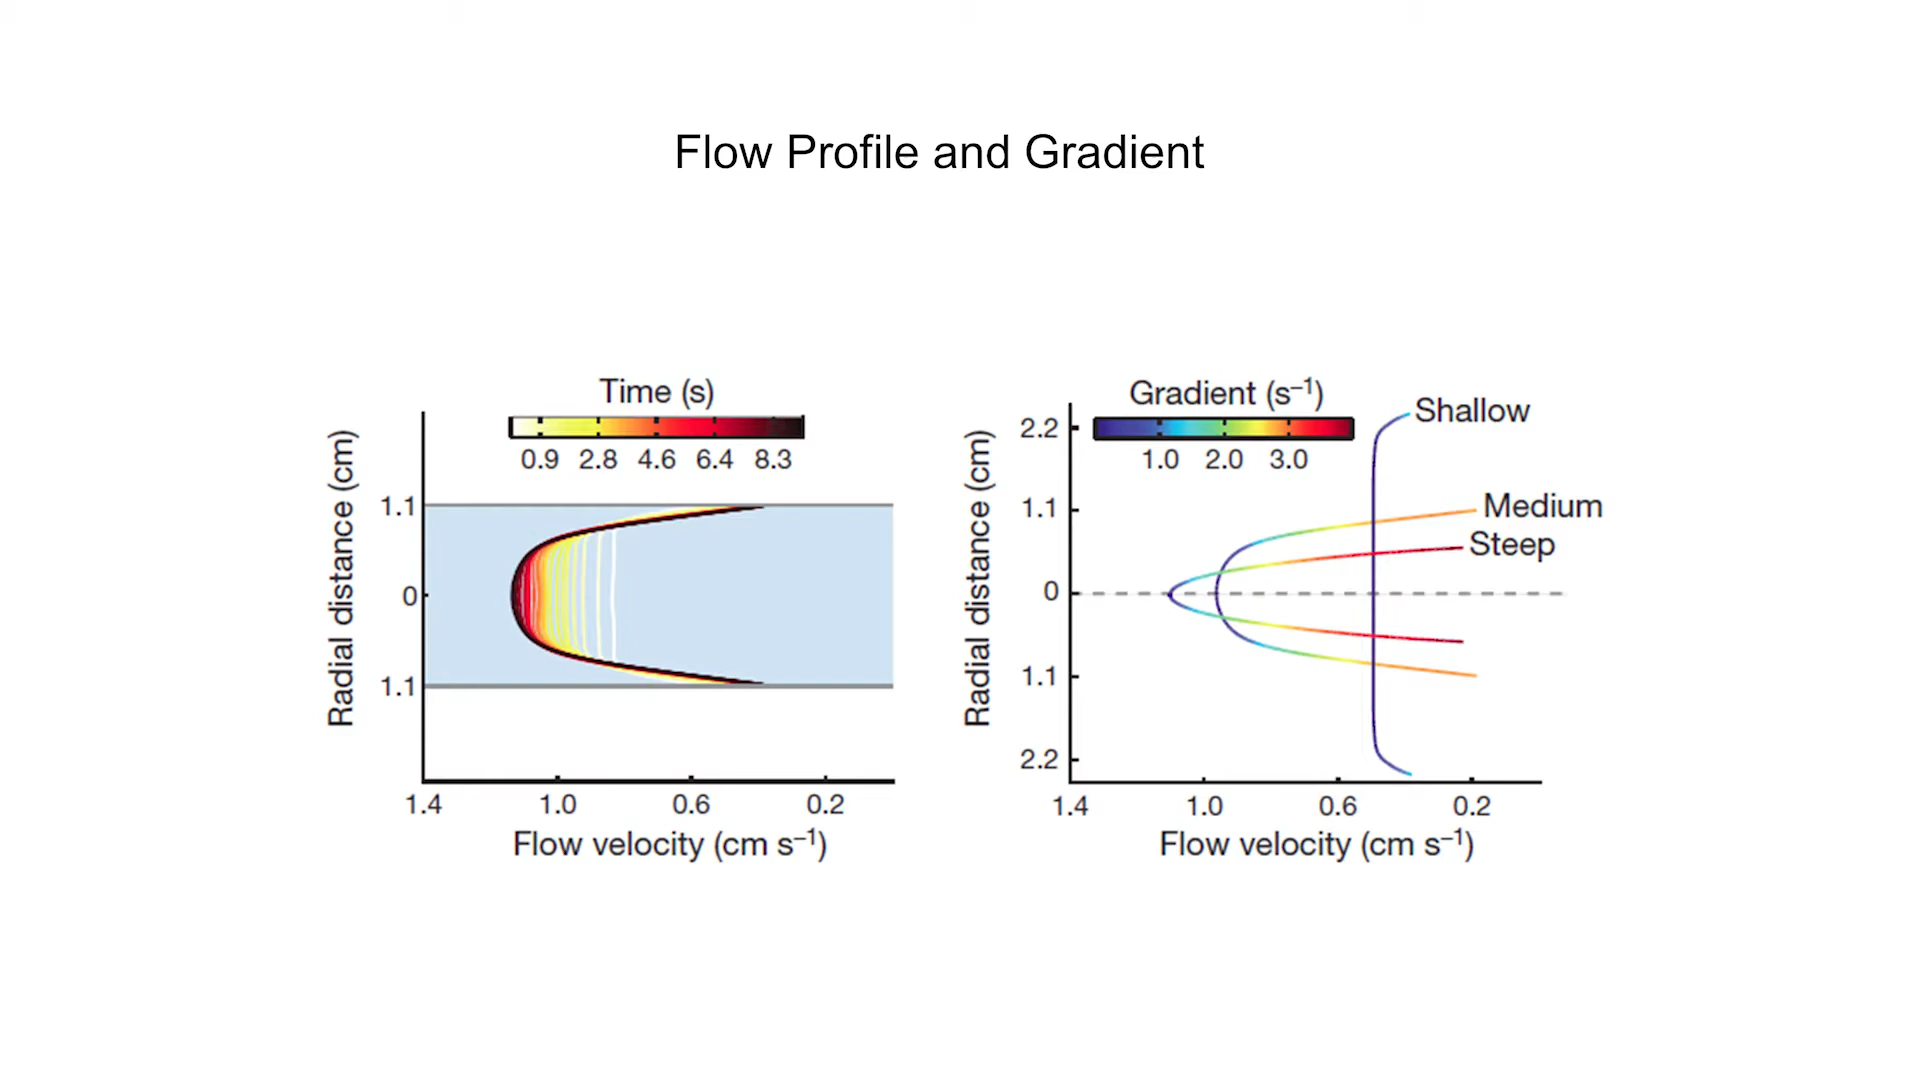 Flow Profile and Gradient
Time (s)
0.9 2.8 4.6 6.4 8.3
Radial distance (cm)
1.1
0
1.1
1.4 1.0 0.6 0.2
Flow velocity (cm s⁻¹)
Gradient (s⁻¹)
1.0 2.0 3.0
Radial distance (cm)
2.2
1.1
0
1.1
2.2
Shallow
Medium
Steep
1.4 1.0 0.6 0.2
Flow velocity (cm s⁻¹)